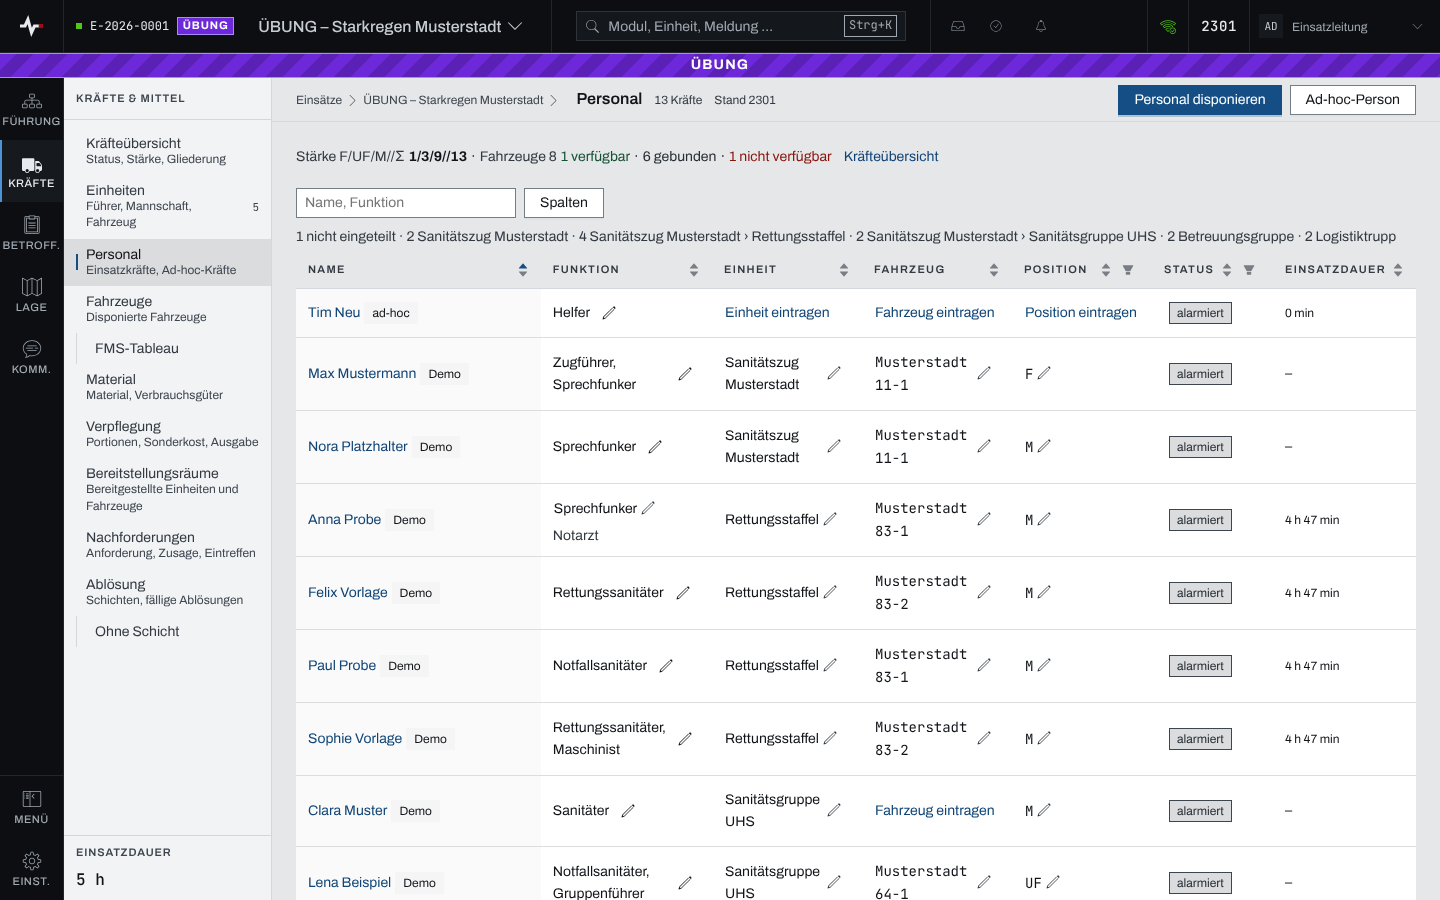 E-2026-0001 ÜBUNG ÜBUNG – Starkregen Musterstadt Modul, Einheit, Meldung ... Strg+K 2301 AD Einsatzleitung
ÜBUNG
FÜHRUNG
KRÄFTE
BETROFF.
LAGE
KOMM.
MENÜ
EINST.
KRÄFTE & MITTEL
Kräfteübersicht
Status, Stärke, Gliederung
Einheiten
Führer, Mannschaft,
Fahrzeug
5
Personal
Einsatzkräfte, Ad-hoc-Kräfte
Fahrzeuge
Disponierte Fahrzeuge
FMS-Tableau
Material
Material, Verbrauchsgüter
Verpflegung
Portionen, Sonderkost, Ausgabe
Bereitstellungsräume
Bereitgestellte Einheiten und
Fahrzeuge
Nachforderungen
Anforderung, Zusage, Eintreffen
Ablösung
Schichten, fällige Ablösungen
Ohne Schicht
EINSATZDAUER
5 h
Einsätze ÜBUNG – Starkregen Musterstadt Personal 13 Kräfte Stand 2301 Personal disponieren Ad-hoc-Person
Stärke F/UF/M//Σ 1/3/9//13 · Fahrzeuge 8 1 verfügbar · 6 gebunden · 1 nicht verfügbar Kräfteübersicht
Name, Funktion Spalten
1 nicht eingeteilt · 2 Sanitätszug Musterstadt · 4 Sanitätszug Musterstadt › Rettungsstaffel · 2 Sanitätszug Musterstadt › Sanitätsgruppe UHS · 2 Betreuungsgruppe · 2 Logistiktrupp
NAME FUNKTION EINHEIT FAHRZEUG POSITION STATUS EINSATZDAUER
Tim Neu ad-hoc Helfer Einheit eintragen Fahrzeug eintragen Position eintragen alarmiert 0 min
Max Mustermann Demo Zugführer, Sprechfunker Sanitätszug Musterstadt Musterstadt 11-1 F alarmiert –
Nora Platzhalter Demo Sprechfunker Sanitätszug Musterstadt Musterstadt 11-1 M alarmiert –
Anna Probe Demo Sprechfunker Notarzt Rettungsstaffel Musterstadt 83-1 M alarmiert 4 h 47 min
Felix Vorlage Demo Rettungssanitäter Rettungsstaffel Musterstadt 83-2 M alarmiert 4 h 47 min
Paul Probe Demo Notfallsanitäter Rettungsstaffel Musterstadt 83-1 M alarmiert 4 h 47 min
Sophie Vorlage Demo Rettungssanitäter, Maschinist Rettungsstaffel Musterstadt 83-2 M alarmiert 4 h 47 min
Clara Muster Demo Sanitäter Sanitätsgruppe UHS Fahrzeug eintragen M alarmiert –
Lena Beispiel Demo Notfallsanitäter, Gruppenführer Sanitätsgruppe UHS Musterstadt 64-1 UF alarmiert –